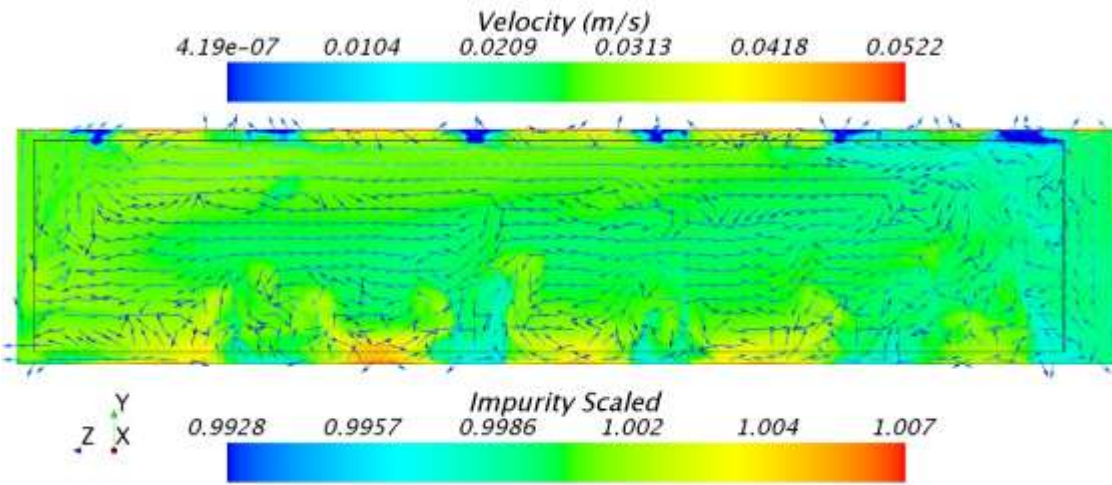 Velocity (m/s)
4.19e-07 0.0104 0.0209 0.0313 0.0418 0.0522
Y
Z X
Impurity Scaled
0.9928 0.9957 0.9986 1.002 1.004 1.007